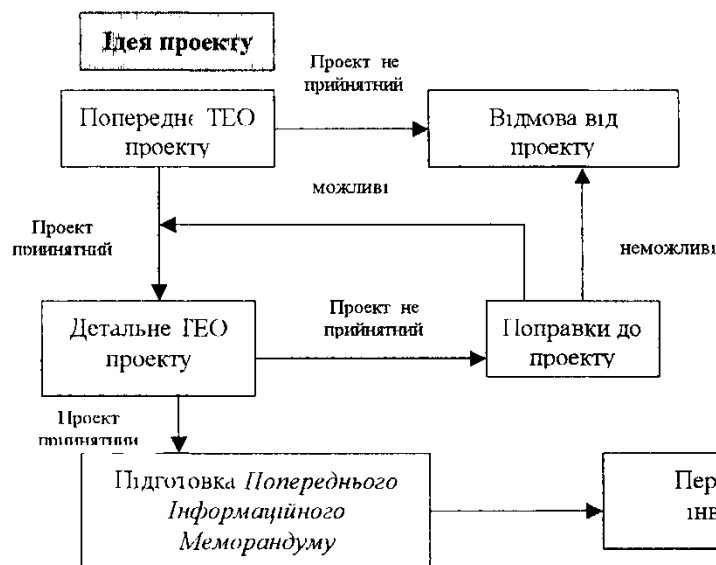 Ідея проекту
Проект не
прийнятний
Попереднє ТЕО
проекту
Відмова від
проекту
можливі
Проект
прийнятний
неможливі
Проект не
прийнятний
Детальне ТЕО
проекту
Поправки до
проекту
Проект
прийнятний
Підготовка Попереднього
Інформаційного
Меморандуму